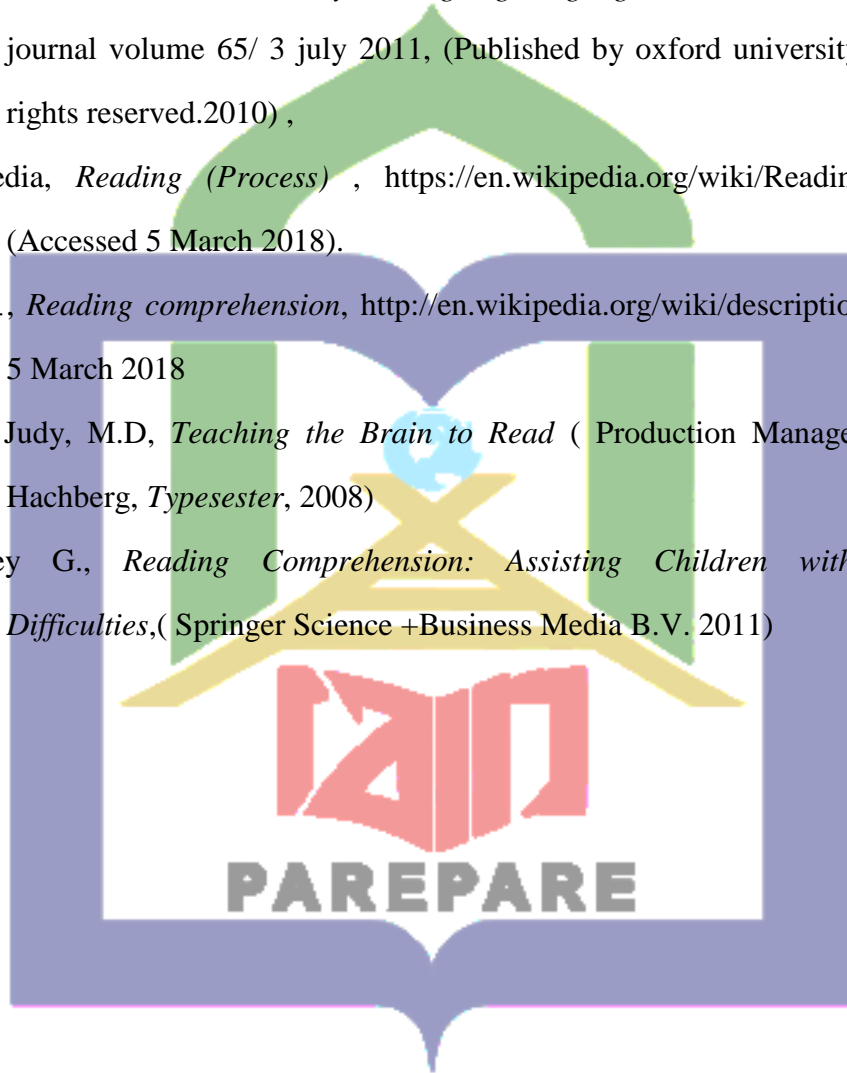 journal volume 65/ 3 july 2011, (Published by oxford university
rights reserved.2010) ,
edia, Reading (Process) , https://en.wikipedia.org/wiki/Readin
(Accessed 5 March 2018).
, Reading comprehension, http://en.wikipedia.org/wiki/descriptio
5 March 2018
Judy, M.D, Teaching the Brain to Read ( Production Manage
Hachberg, Typesester, 2008)
ey G., Reading Comprehension: Assisting Children with
Difficulties,( Springer Science +Business Media B.V. 2011)
iain
PAREPARE